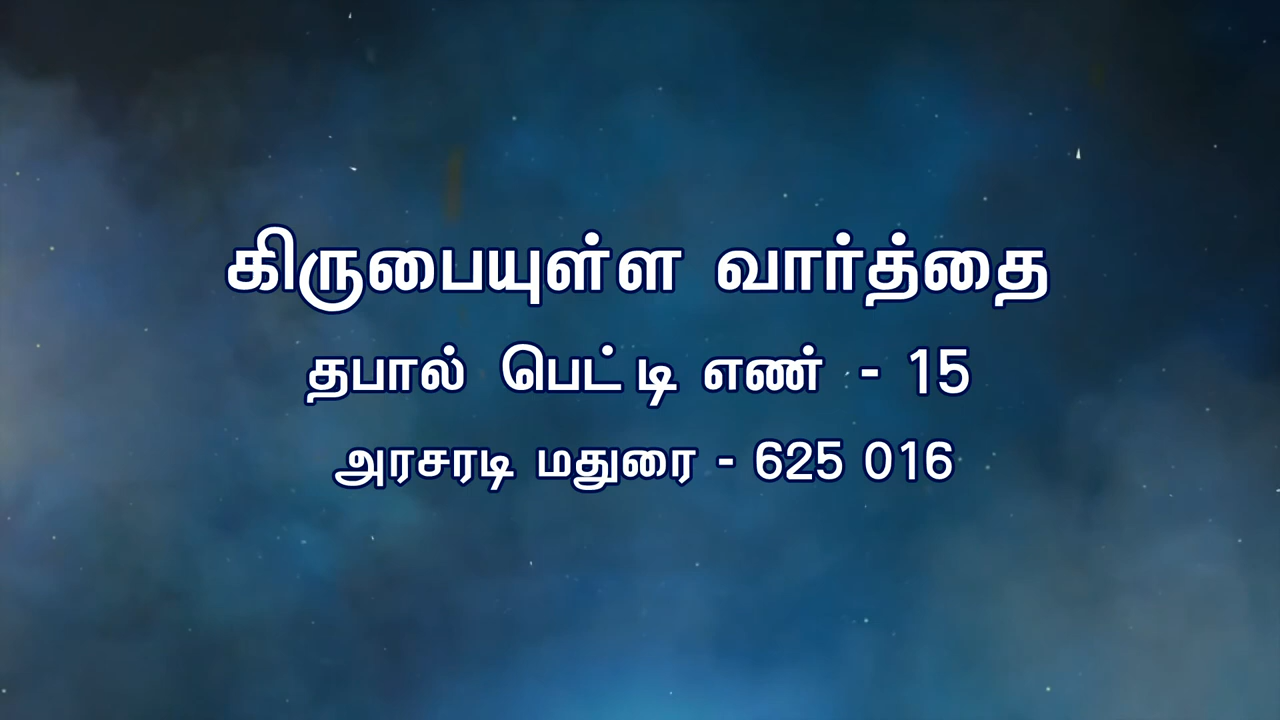 கிருபையுள்ள வார்த்தை
தபால் பெட்டி எண் - 15
அரசரடி மதுரை - 625 016